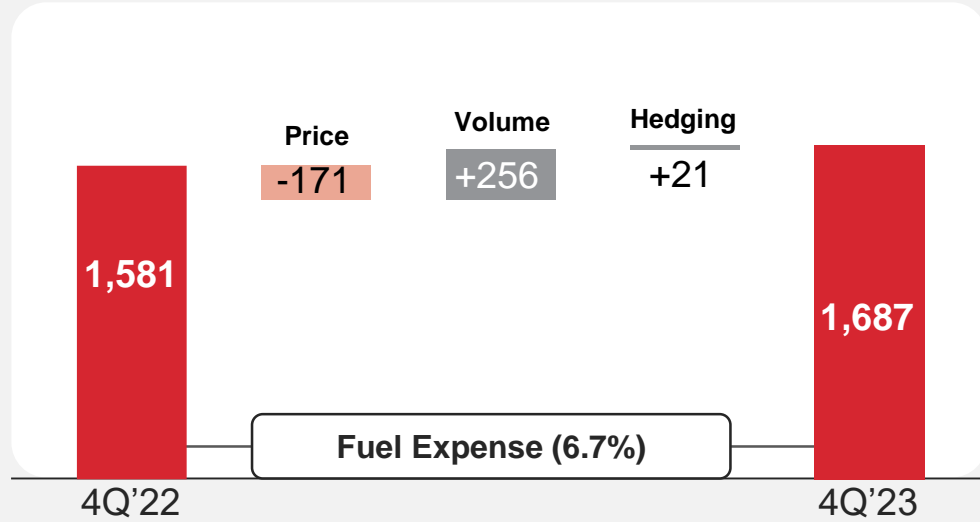 Price
-171
Volume
+256
Hedging
+21
1,581
1,687
Fuel Expense (6.7%)
4Q’22
4Q’23